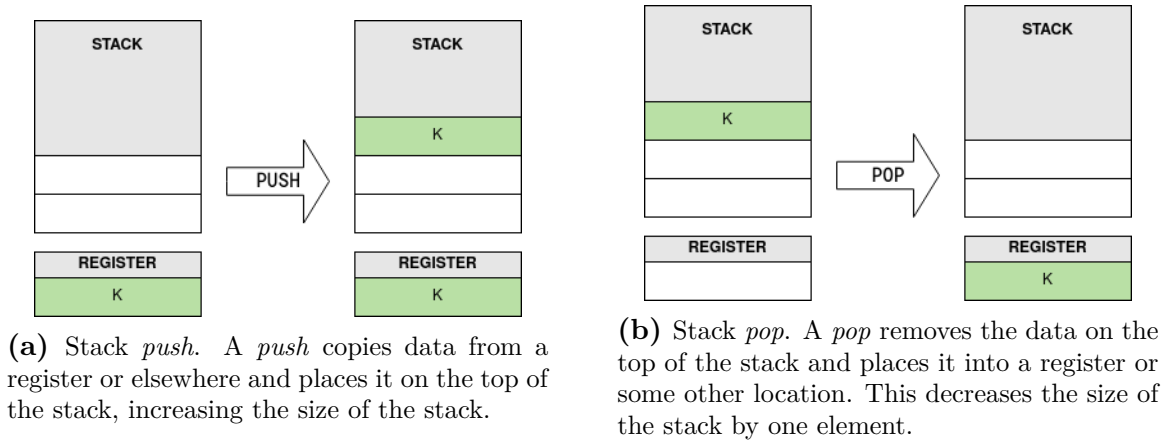 STACK
K
PUSH
STACK
REGISTER
K
REGISTER
K
(a) Stack push. A push copies data from a
register or elsewhere and places it on the top of
the stack, increasing the size of the stack.
STACK
K
POP
STACK
REGISTER
REGISTER
K
(b) Stack pop. A pop removes the data on the
top of the stack and places it into a register or
some other location. This decreases the size of
the stack by one element.